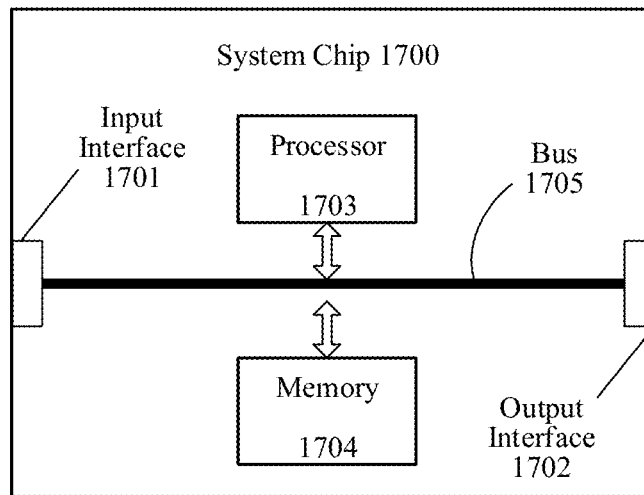 System Chip 1700
Input
Interface
1701
Processor
1703
Bus
1705
Memory
1704
Output
Interface
1702